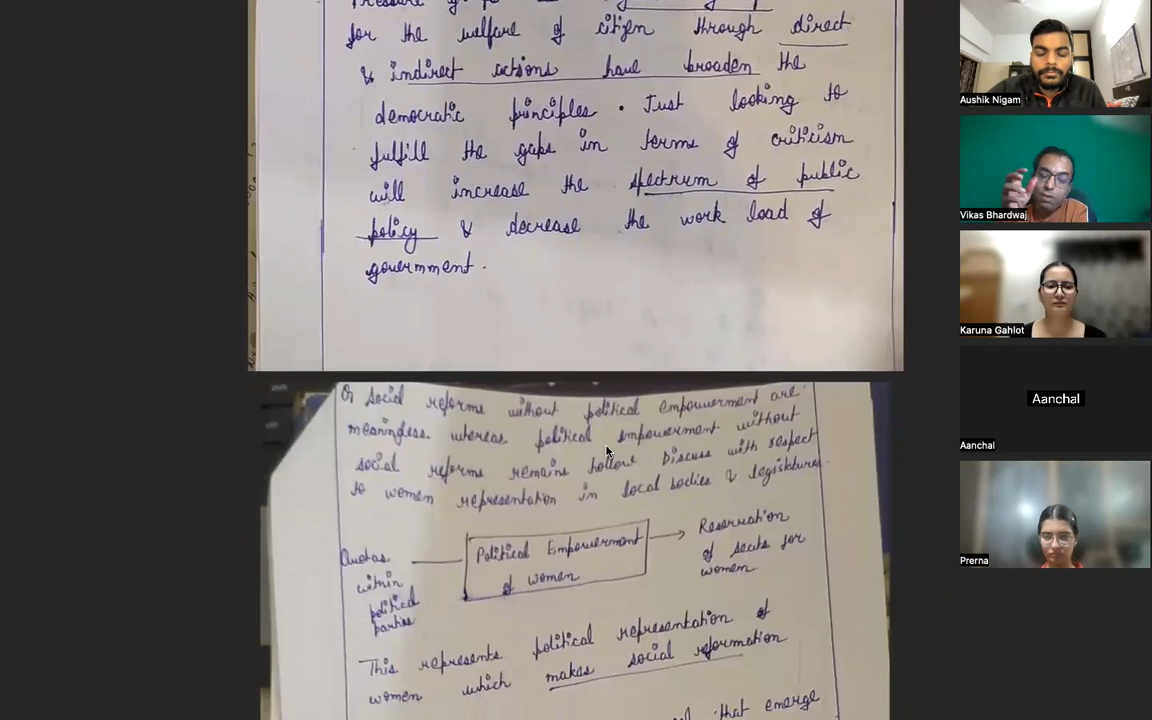 for the welfare of citizen through direct
& indirect actions have broaden the
democratic principles. Just looking to
fulfill the gaps in terms of criticism
will increase the spectrum of public
policy & decrease the work load of
government.
Q) Social reforms without political empowerment are
meaningless. whereas political empowerment without
social reforms remains hollow Discuss with respect
to women representation in local bodies & legislature.
Quotas
within
political
parties
Political Empowerment
of women
Reservation
of seats for
women
This represents political representation of
women which makes social reformation
that emerge
Aushik Nigam
Vikas Bhardwaj
Karuna Gahlot
Aanchal
Aanchal
Prerna